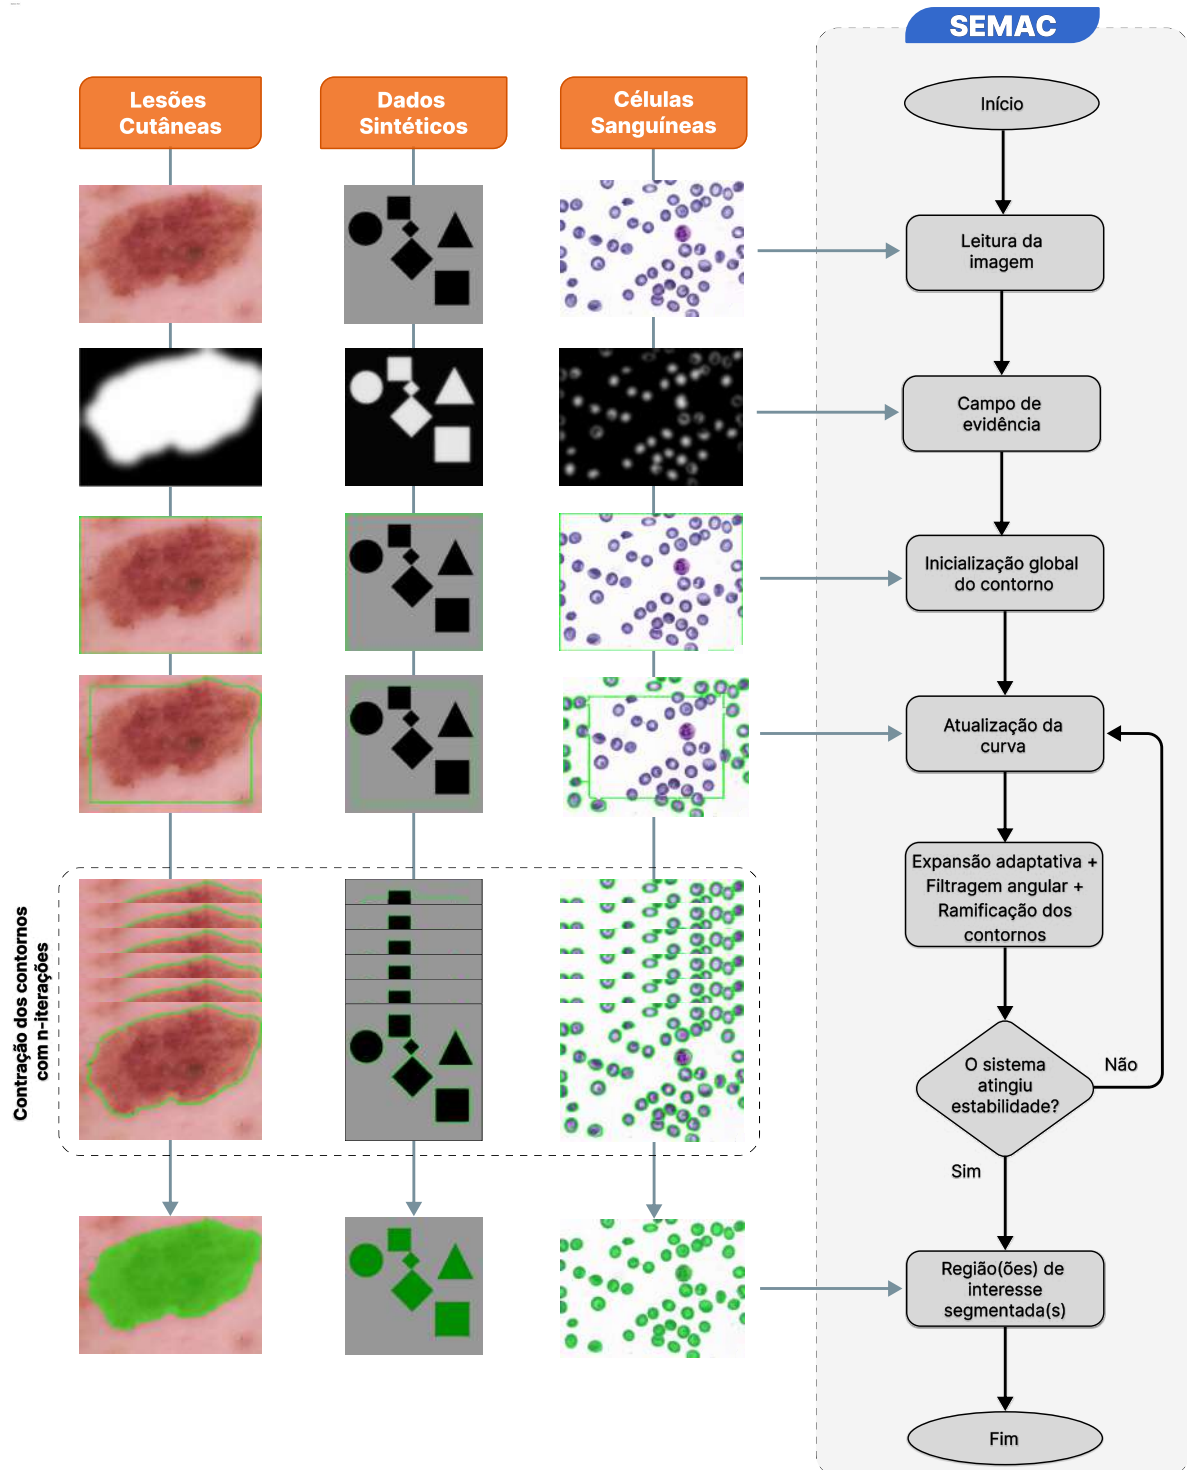 SEMAC
Lesões
Cutâneas
Dados
Sintéticos
Células
Sanguíneas
Início
Leitura da
imagem
Campo de
evidência
Inicialização global
do contorno
Atualização da
curva
Expansão adaptativa +
Filtragem angular +
Ramificação dos
contornos
Contração dos contornos
com n-iterações
O sistema
atingiu
estabilidade?
Não
Sim
Região(ões) de
interesse
segmentada(s)
Fim